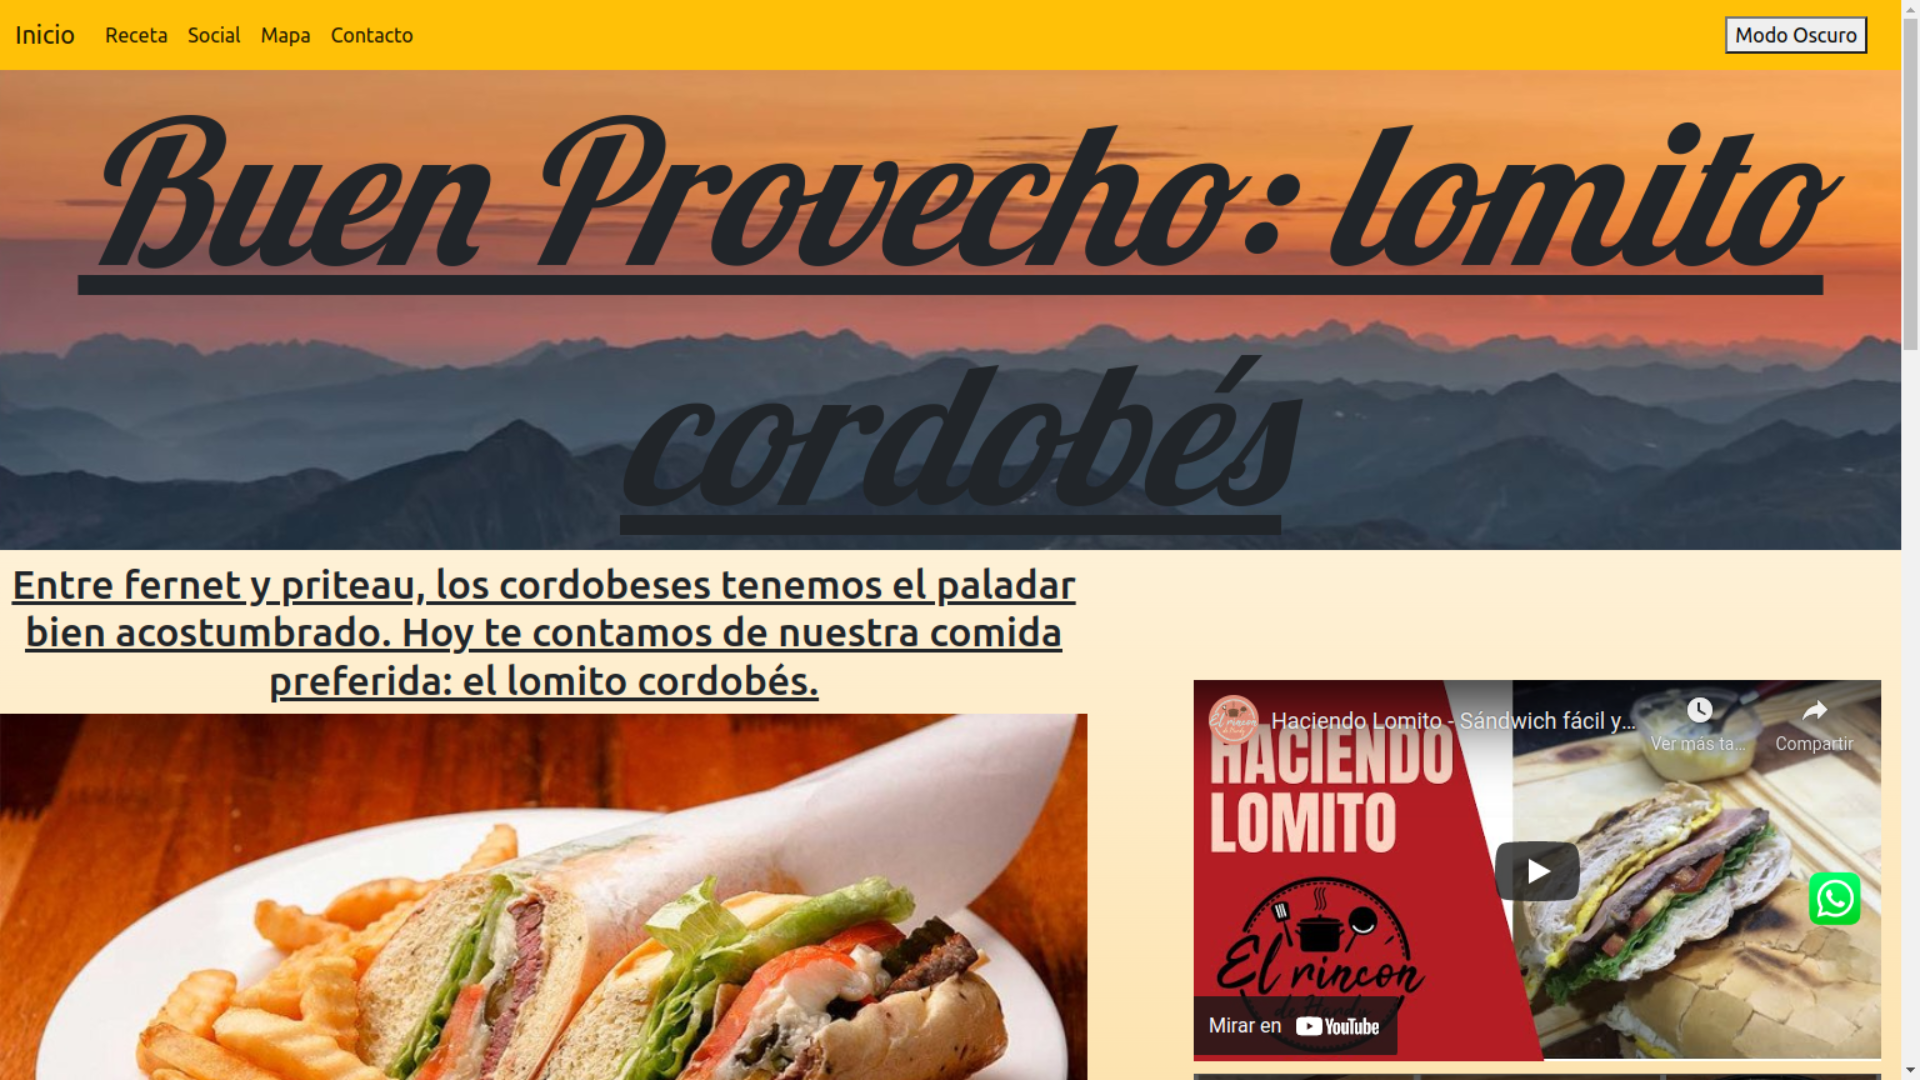 Inicio Receta Social Mapa Contacto Modo Oscuro
Buen Provecho: lomito
cordobés
Entre fernet y priteau, los cordobeses tenemos el paladar
bien acostumbrado. Hoy te contamos de nuestra comida
preferida: el lomito cordobés.
Haciendo Lomito - Sándwich fácil y...
Ver más ta...
Compartir
HACIENDO
LOMITO
El rincon
de Handy
Mirar en YouTube